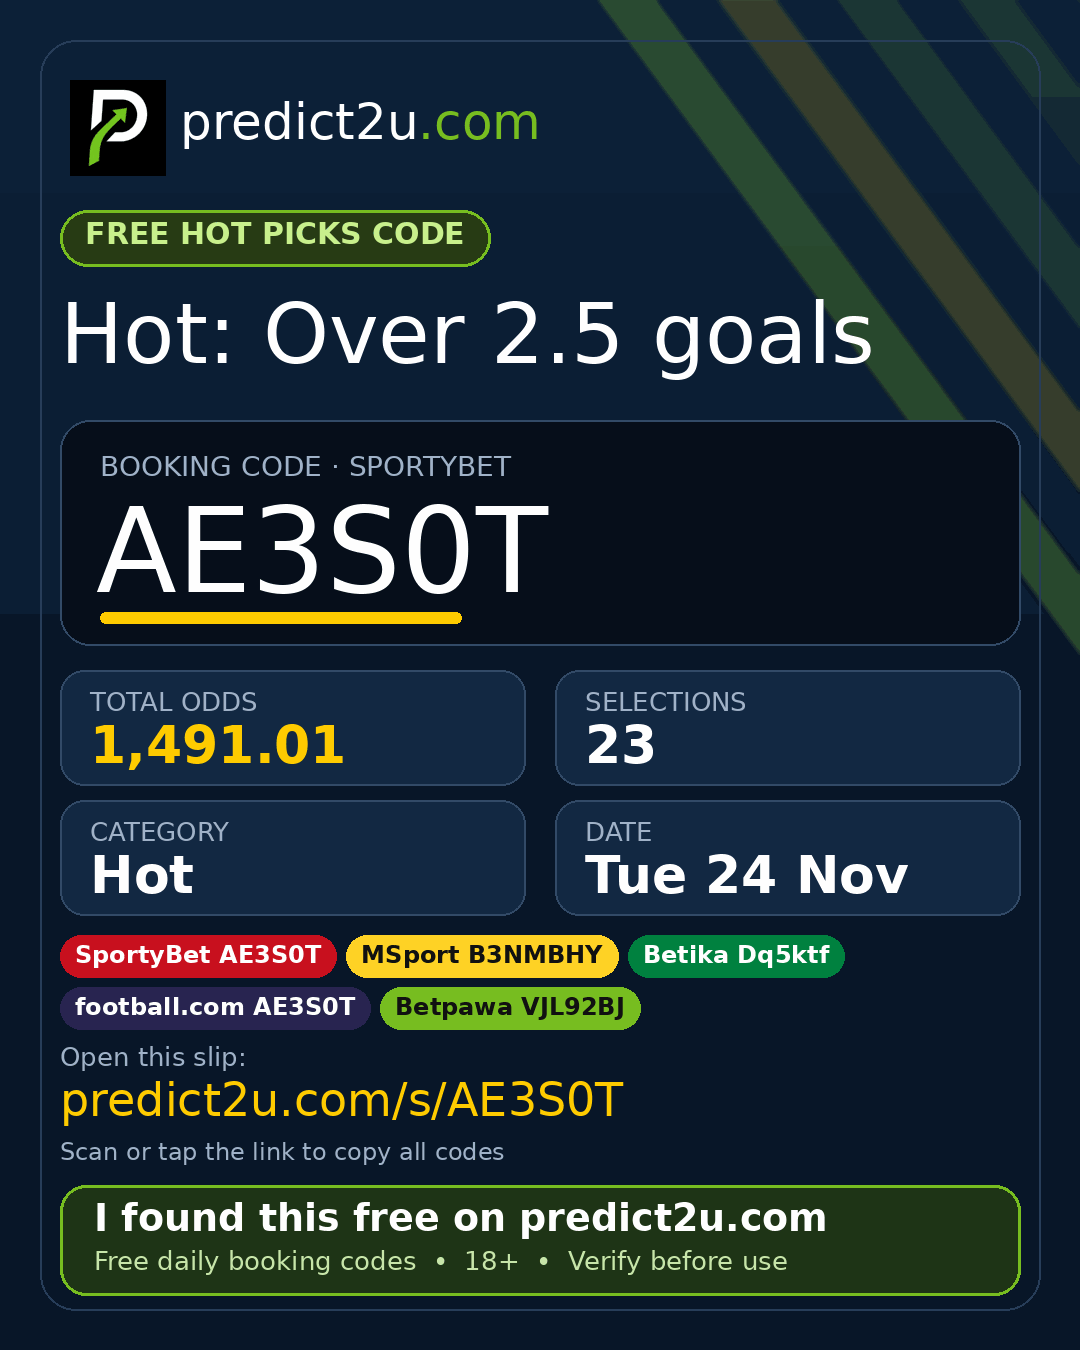 predict2u.com
FREE HOT PICKS CODE
Hot: Over 2.5 goals
BOOKING CODE · SPORTYBET
AE3S0T
TOTAL ODDS
1,491.01
SELECTIONS
23
CATEGORY
Hot
DATE
Tue 24 Nov
SportyBet AE3S0T
MSport B3NMBHY
Betika Dq5ktf
football.com AE3S0T
Betpawa VJL92BJ
Open this slip:
predict2u.com/s/AE3S0T
Scan or tap the link to copy all codes
I found this free on predict2u.com
Free daily booking codes • 18+ • Verify before use